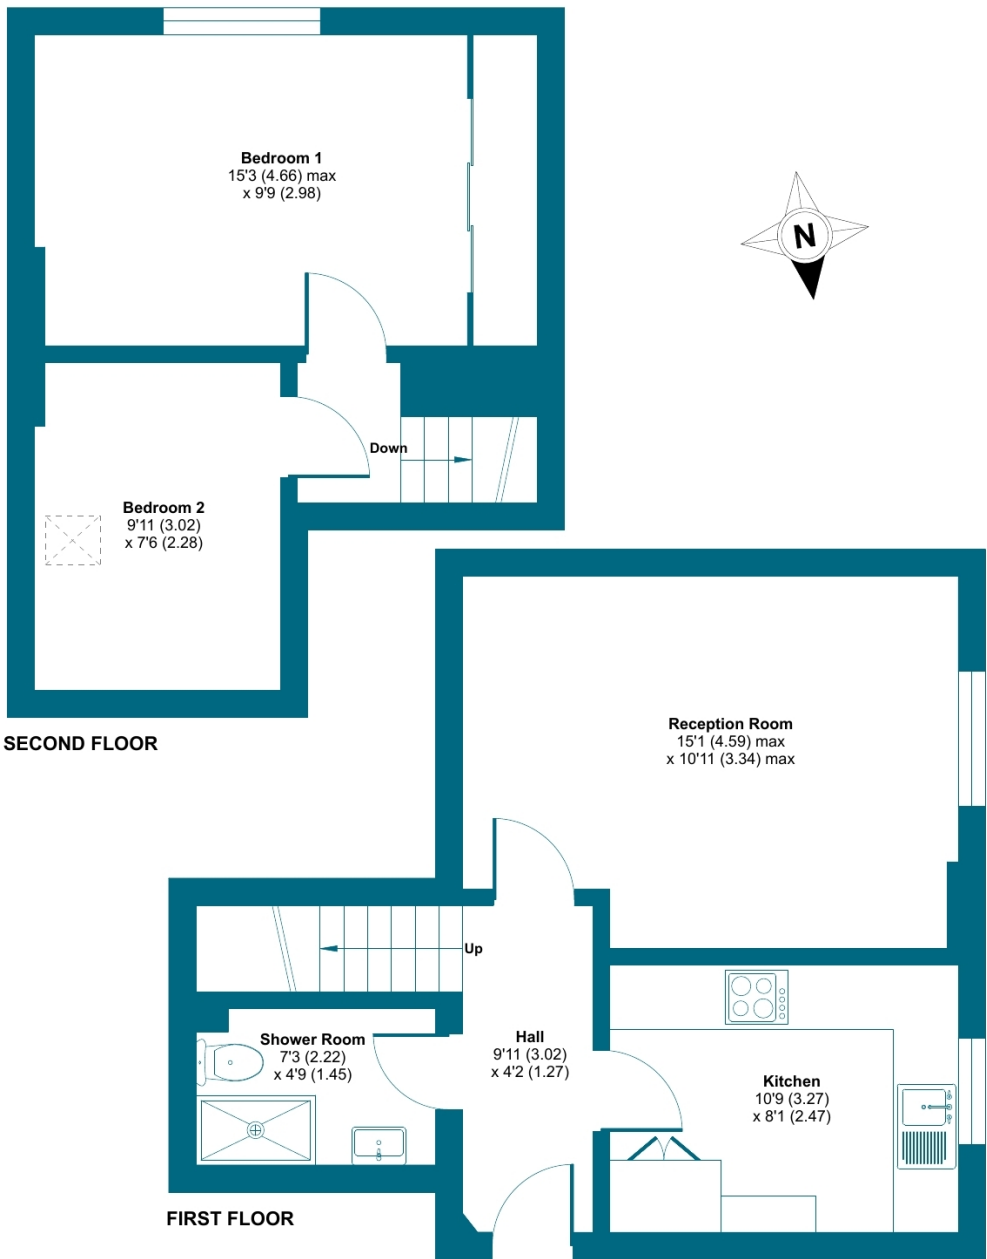 Bedroom 1
15'3 (4.66) max
x 9'9 (2.98)
N
Down
Bedroom 2
9'11 (3.02)
x 7'6 (2.28)
SECOND FLOOR
Reception Room
15'1 (4.59) max
x 10'11 (3.34) max
Up
Shower Room
7'3 (2.22)
x 4'9 (1.45)
Hall
9'11 (3.02)
x 4'2 (1.27)
Kitchen
10'9 (3.27)
x 8'1 (2.47)
FIRST FLOOR